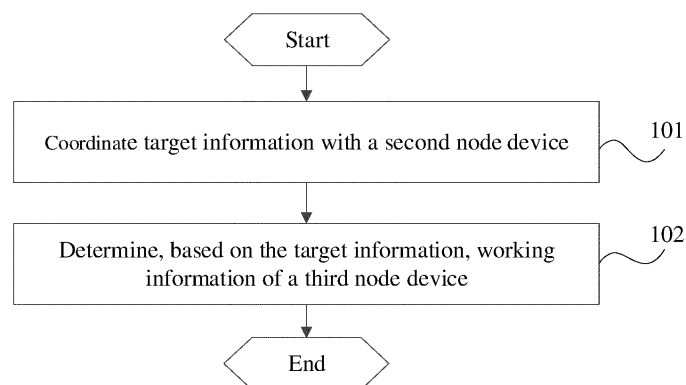 Start
Coordinate target information with a second node device
101
Determine, based on the target information, working
information of a third node device
102
End